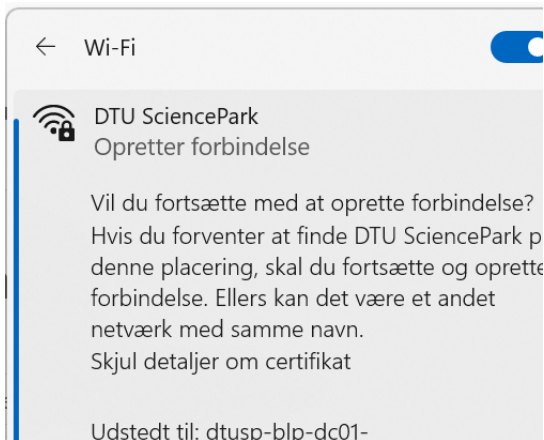 Wi-Fi
DTU SciencePark
Opretter forbindelse
Vil du fortsætte med at oprette forbindelse?
Hvis du forventer at finde DTU SciencePark p
denne placering, skal du fortsætte og oprette
forbindelse. Ellers kan det være et andet
netværk med samme navn.
Skjul detaljer om certifikat
Udstedt til: dtusp-blp-dc01-